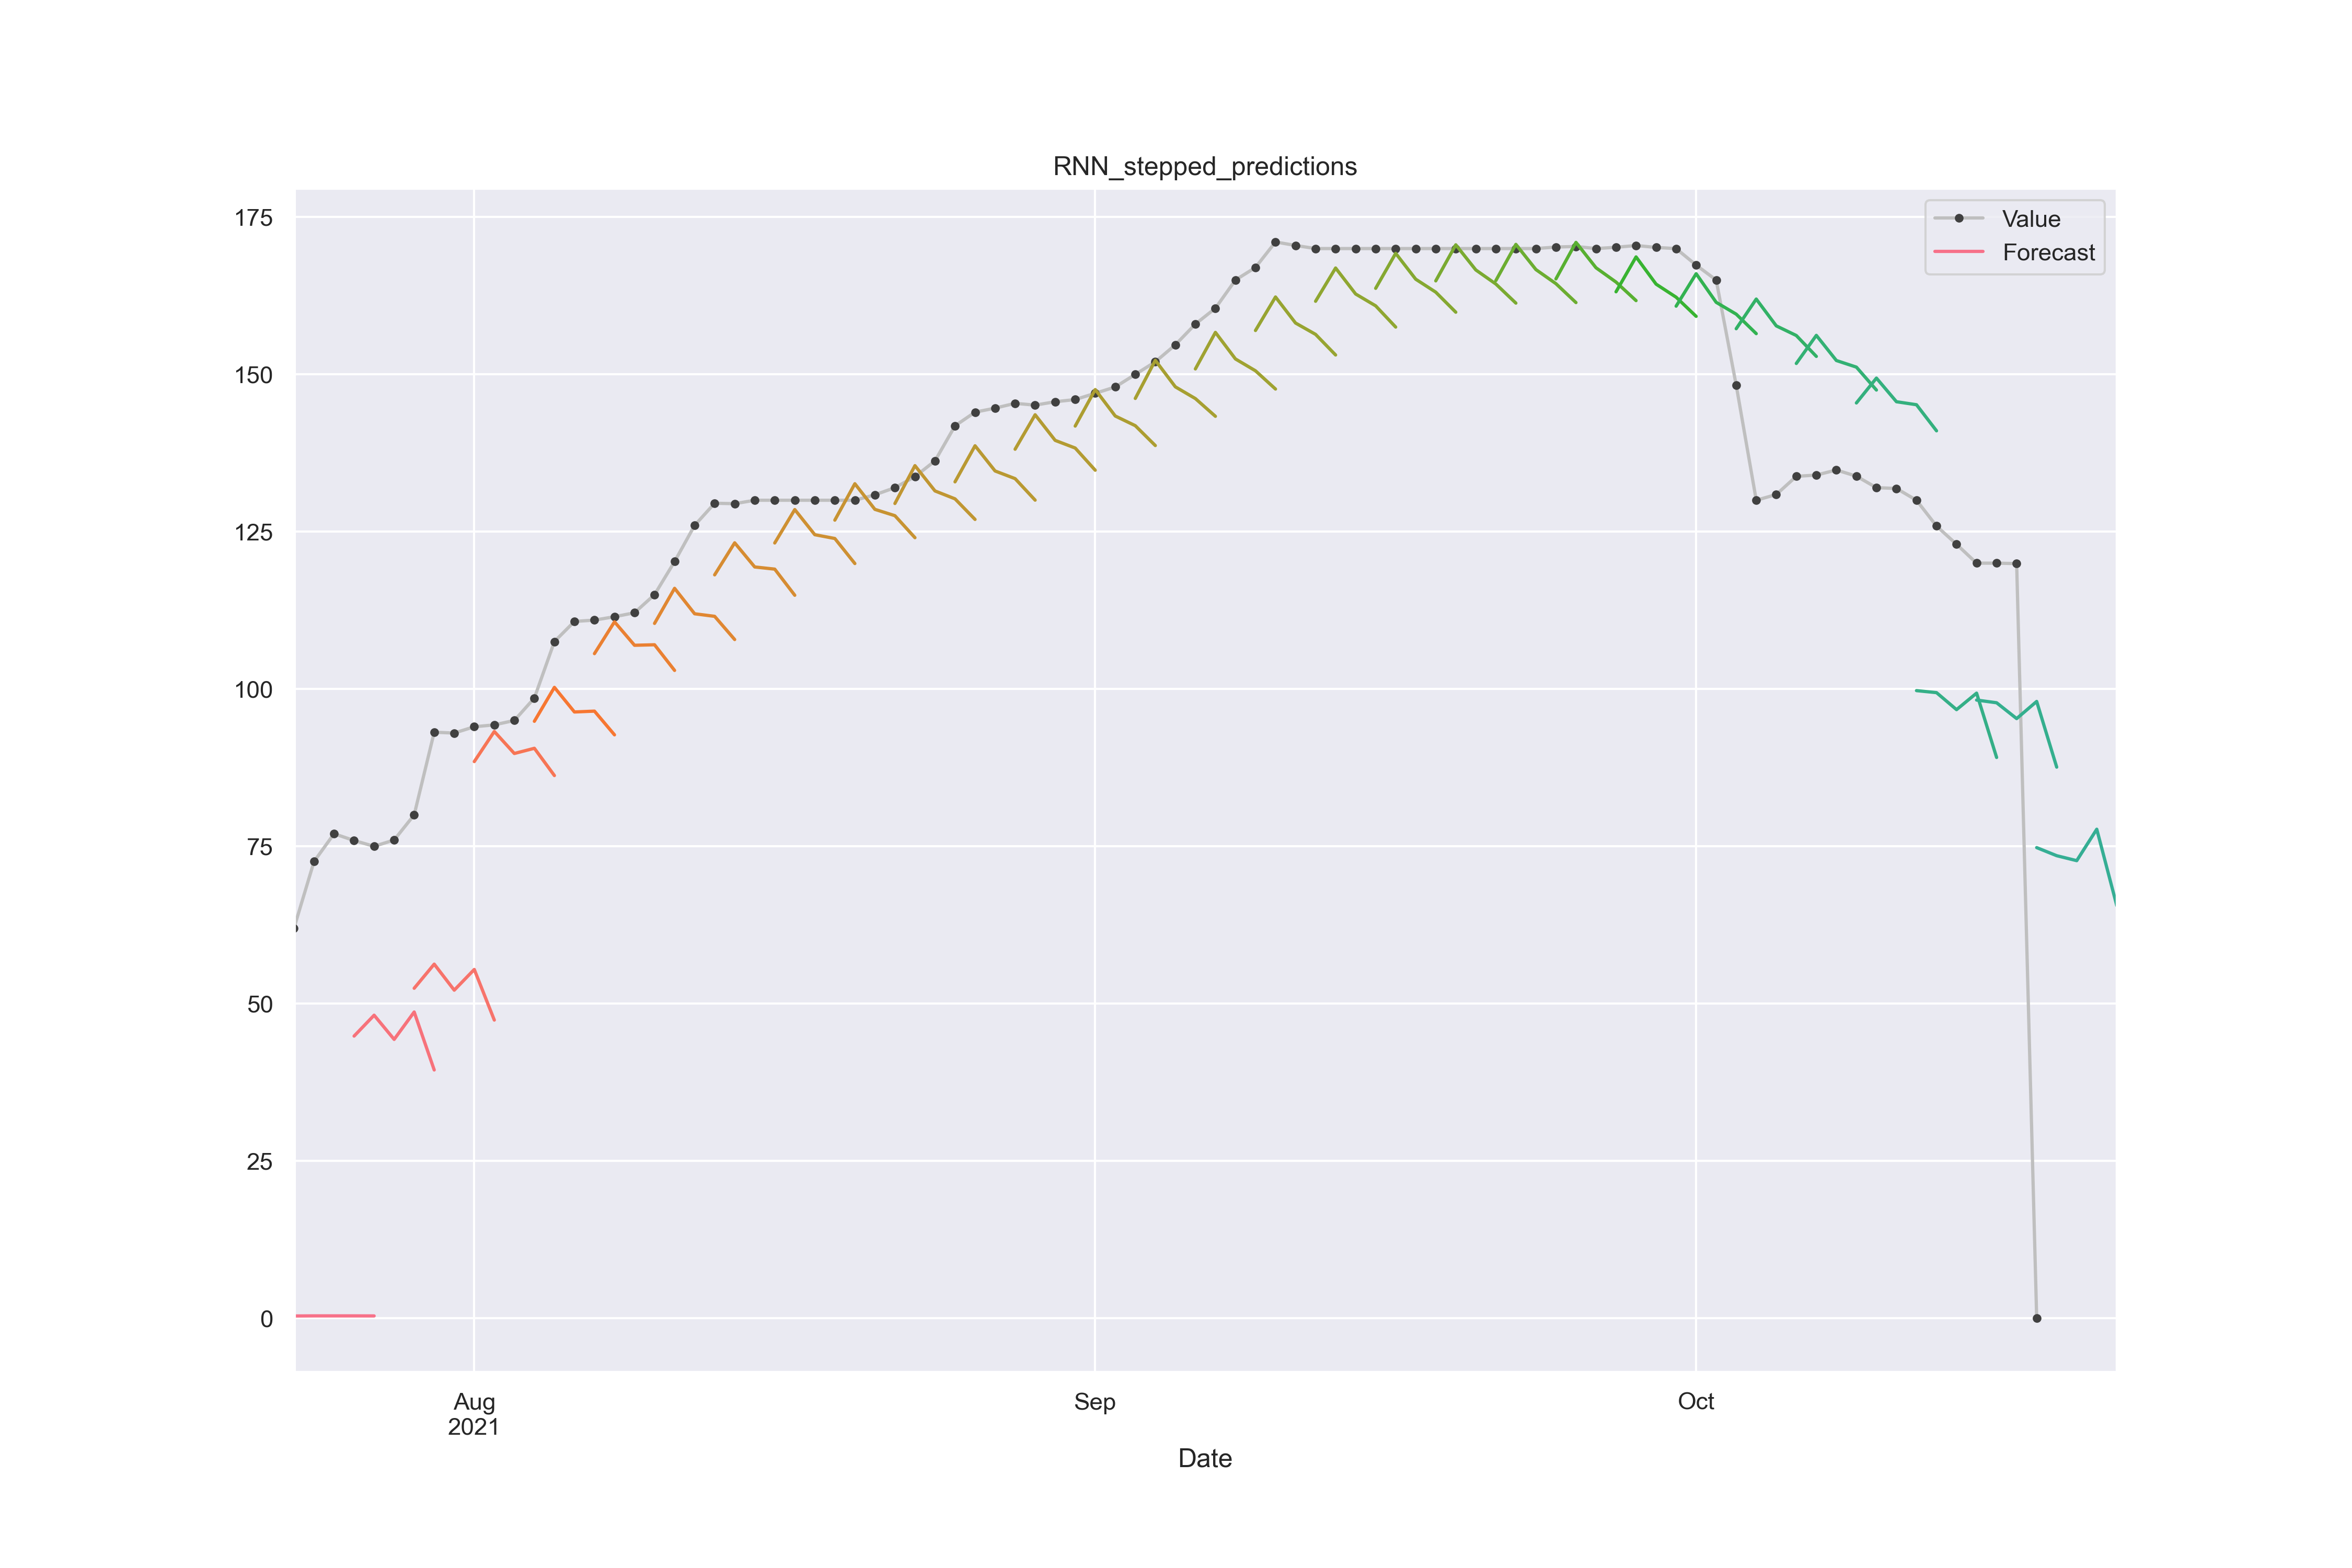 RNN_stepped_predictions
Value
Forecast
175
150
125
100
75
50
25
0
Aug
2021
Sep
Oct
Date